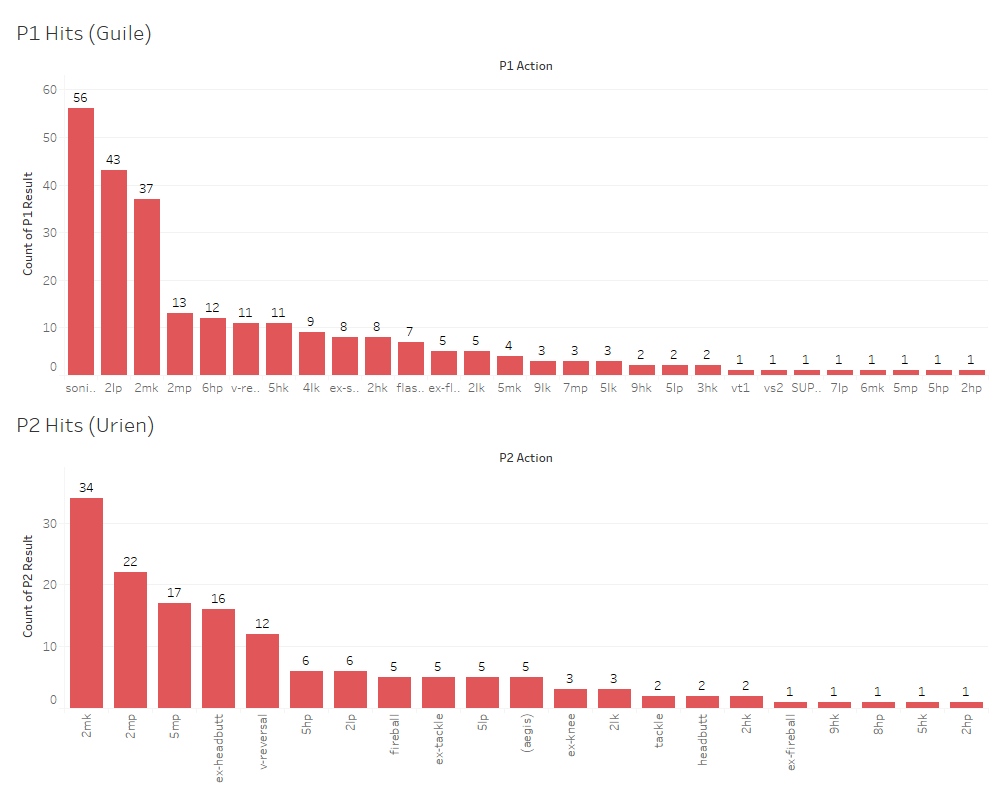 P1 Hits (Guile)
P1 Action
Count of P1 Result
60
50
40
30
20
10
0
56
43
37
13
12
11
11
9
8
8
7
5
5
4
3
3
3
2
2
2
1
1
1
1
1
1
1
1
soni.. 2lp 2mk 2mp 6hp v-re.. 5hk 4lk ex-s.. 2hk flas.. ex-fl.. 2lk 5mk 9lk 7mp 5lk 9hk 5lp 3hk vt1 vs2 SUP.. 7lp 6mk 5mp 5hp 2hp
P2 Hits (Urien)
P2 Action
Count of P2 Result
30
20
10
0
34
22
17
16
12
6
6
5
5
5
5
3
3
2
2
2
1
1
1
1
1
2mk
2mp
5mp
ex-headbutt
v-reversal
5hp
2lp
fireball
ex-tackle
5lp
(aegis)
ex-knee
2lk
tackle
headbutt
2hk
ex-fireball
9hk
8hp
5hk
2hp